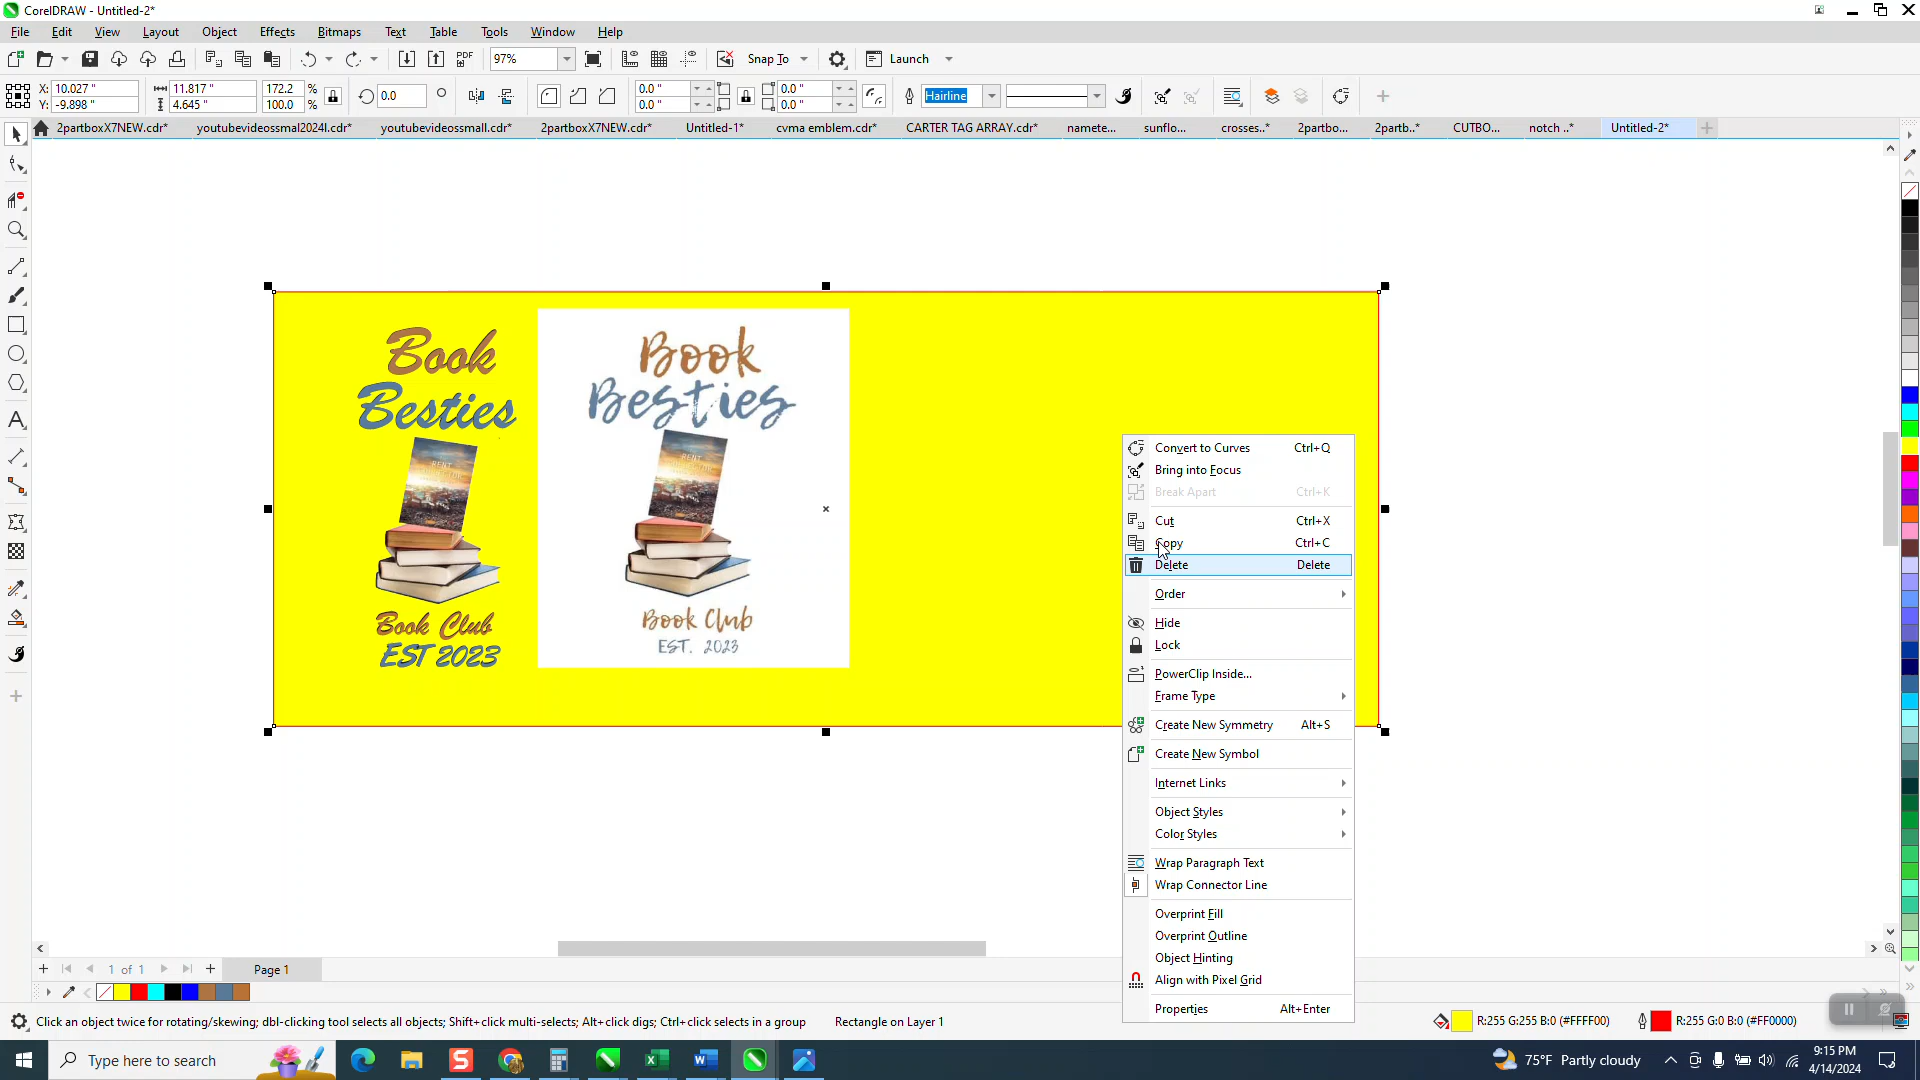 CorelDRAW - Untitled-2*
File Edit View Layout Object Effects Bitmaps Text Table Tools Window Help
PDF 97% Snap To Launch
X: 10.027 " 11.817 " 172.2 % 0.0 0.0 " 0.0 " Hairline
Y: -9.898 " 4.645 " 100.0 % 0.0 " 0.0 "
2partboxX7NEW.cdr* youtubevideossmal2024I.cdr* youtubevideossmall.cdr* 2partboxX7NEW.cdr* Untitled-1* cvma emblem.cdr* CARTER TAG ARRAY.cdr* namete... sunflo... crosses..* 2partbo... 2partb..* CUTBO... notch ..* Untitled-2*
Book
Besties
Book Club
EST 2023
Book
Besties
Book Club
EST. 2023
Convert to Curves Ctrl+Q
Bring into Focus
Break Apart Ctrl+K
Cut Ctrl+X
Copy Ctrl+C
Delete Delete
Order
Hide
Lock
PowerClip Inside...
Frame Type
Create New Symmetry Alt+S
Create New Symbol
Internet Links
Object Styles
Color Styles
Wrap Paragraph Text
Wrap Connector Line
Overprint Fill
Overprint Outline
Object Hinting
Align with Pixel Grid
Properties Alt+Enter
1 of 1 Page 1
Click an object twice for rotating/skewing; dbl-clicking tool selects all objects; Shift+click multi-selects; Alt+click digs; Ctrl+click selects in a group Rectangle on Layer 1 R:255 G:255 B:0 (#FFFF00) R:255 G:0 B:0 (#FF0000)
Type here to search 75°F Partly cloudy 9:15 PM
4/14/2024